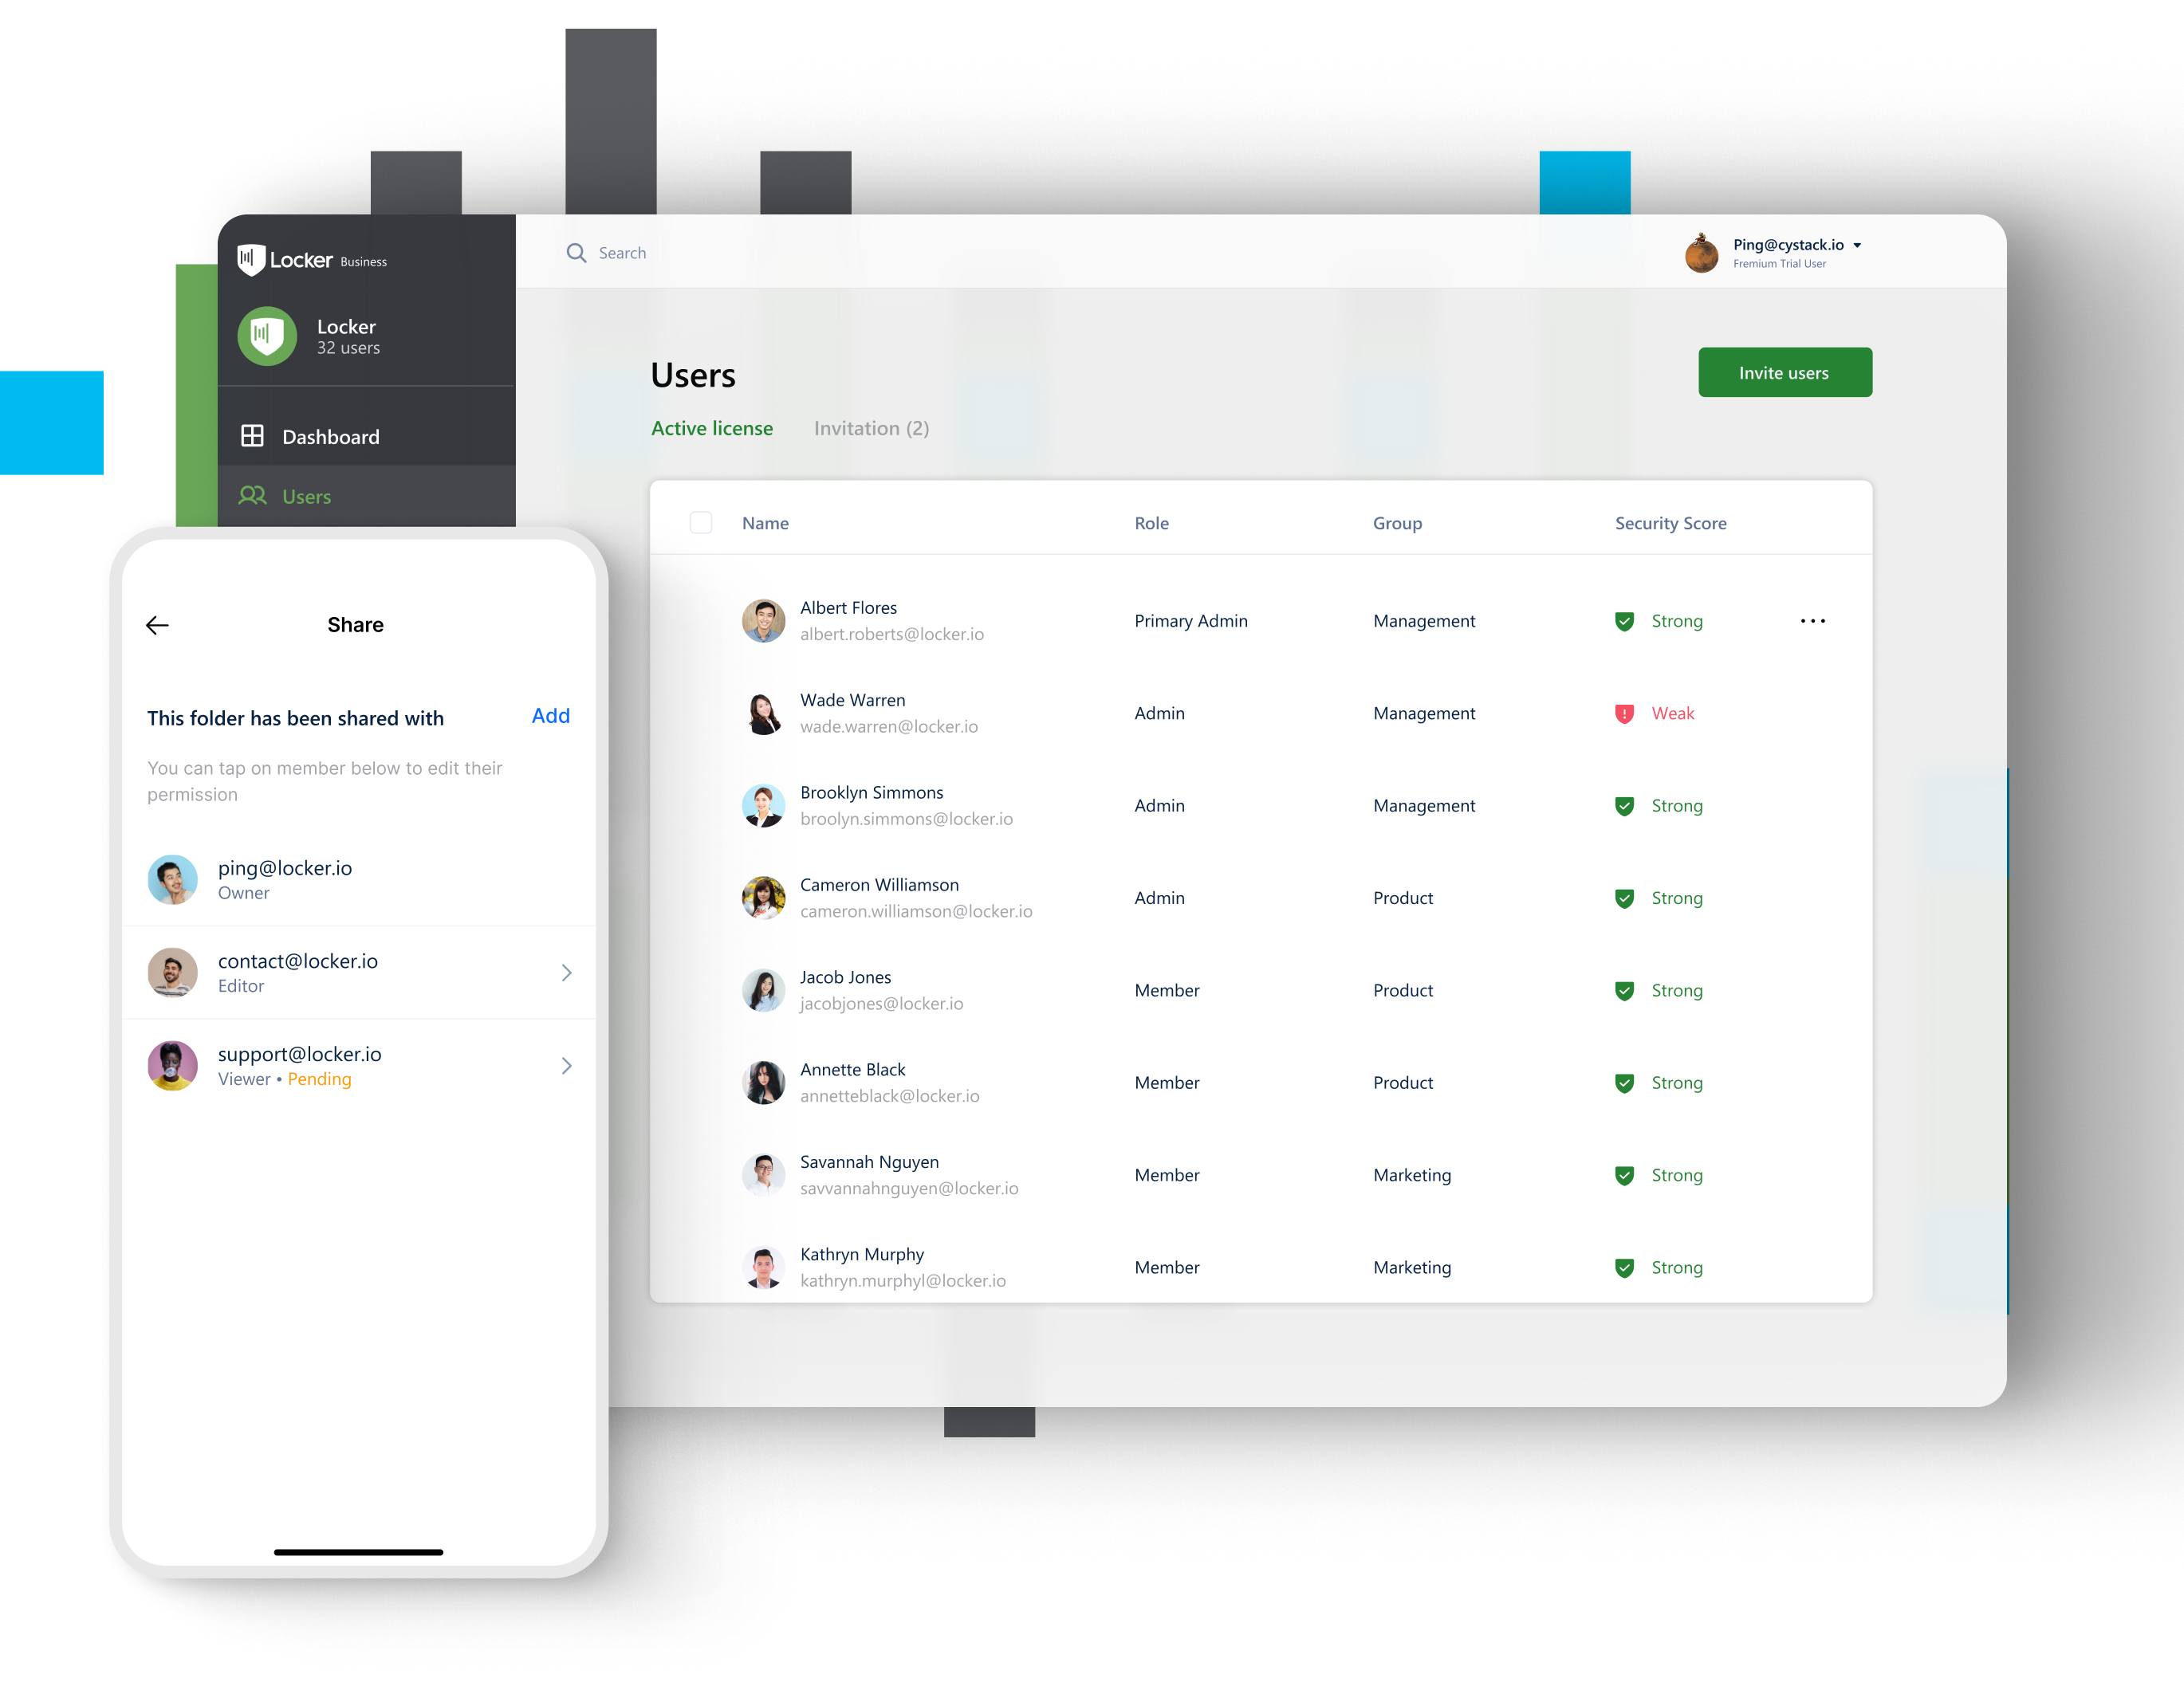 Locker Business
Locker
32 users
Dashboard
Users
Search
Ping@cystack.io
Fremium Trial User
Users
Invite users
Active license Invitation (2)
Name Role Group Security Score
Albert Flores
albert.roberts@locker.io
Primary Admin Management Strong
Wade Warren
wade.warren@locker.io
Admin Management Weak
Brooklyn Simmons
broolyn.simmons@locker.io
Admin Management Strong
Cameron Williamson
cameron.williamson@locker.io
Admin Product Strong
Jacob Jones
jacobjones@locker.io
Member Product Strong
Annette Black
annetteblack@locker.io
Member Product Strong
Savannah Nguyen
savvannahnguyen@locker.io
Member Marketing Strong
Kathryn Murphy
kathryn.murphyl@locker.io
Member Marketing Strong
Share
This folder has been shared with Add
You can tap on member below to edit their
permission
ping@locker.io
Owner
contact@locker.io
Editor
support@locker.io
Viewer • Pending